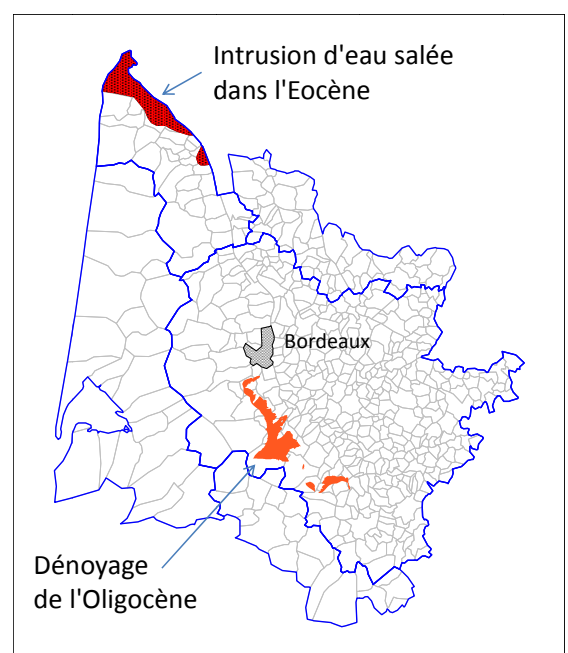 Intrusion d'eau salée
dans l'Eocène
Bordeaux
Dénoyage
de l'Oligocène